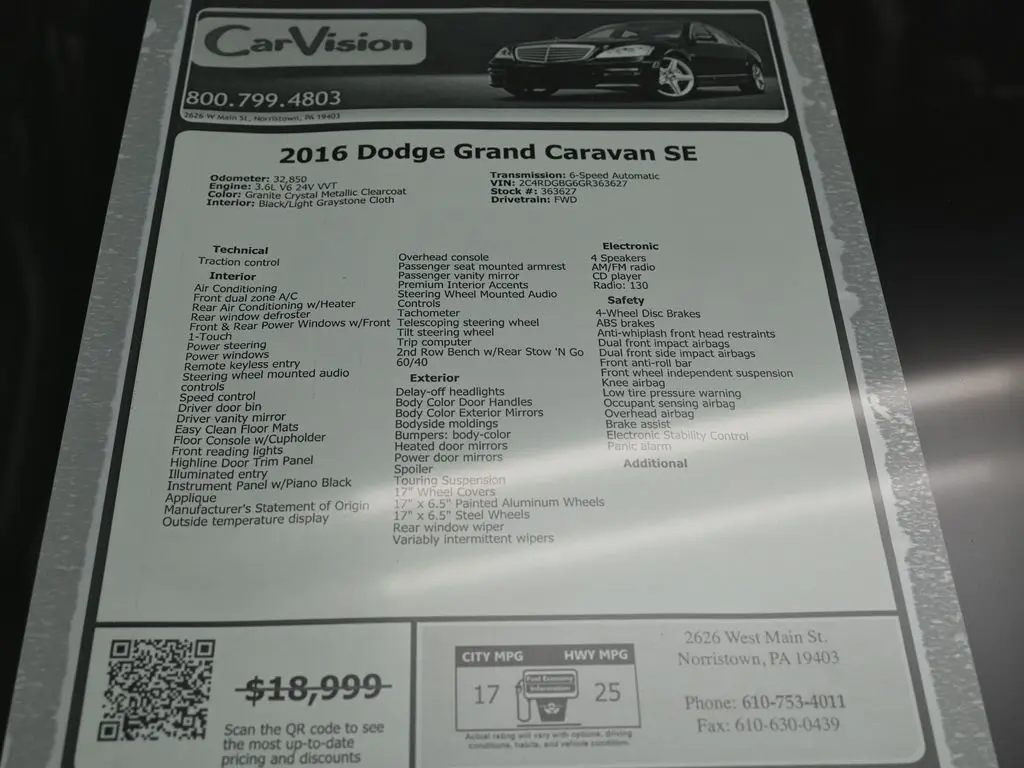 CarVision
800.799.4803
2626 W Main St, Norristown, PA 19403
2016 Dodge Grand Caravan SE
Odometer: 32,850
Engine: 3.6L V6 24V VVT
Color: Granite Crystal Metallic Clearcoat
Interior: Black/Light Graystone Cloth
Transmission: 6-Speed Automatic
VIN: 2C4RDGBG6GR363627
Stock #: 363627
Drivetrain: FWD
Technical
Traction control
Interior
Air Conditioning
Front dual zone A/C
Rear Air Conditioning w/Heater
Rear window defroster
Front & Rear Power Windows w/Front
1-Touch
Power steering
Power windows
Remote keyless entry
Steering wheel mounted audio
controls
Speed control
Driver door bin
Driver vanity mirror
Easy Clean Floor Mats
Floor Console w/Cupholder
Front reading lights
Highline Door Trim Panel
Illuminated entry
Instrument Panel w/Piano Black
Applique
Manufacturer's Statement of Origin
Outside temperature display
Overhead console
Passenger seat mounted armrest
Passenger vanity mirror
Premium Interior Accents
Steering Wheel Mounted Audio
Controls
Tachometer
Telescoping steering wheel
Tilt steering wheel
Trip computer
2nd Row Bench w/Rear Stow 'N Go
60/40
Exterior
Delay-off headlights
Body Color Door Handles
Body Color Exterior Mirrors
Bodyside moldings
Bumpers: body-color
Heated door mirrors
Power door mirrors
Spoiler
Touring Suspension
17" Wheel Covers
17" x 6.5" Painted Aluminum Wheels
17" x 6.5" Steel Wheels
Rear window wiper
Variably intermittent wipers
Electronic
4 Speakers
AM/FM radio
CD player
Radio: 130
Safety
4-Wheel Disc Brakes
ABS brakes
Anti-whiplash front head restraints
Dual front impact airbags
Dual front side impact airbags
Front anti-roll bar
Front wheel independent suspension
Knee airbag
Low tire pressure warning
Occupant sensing airbag
Overhead airbag
Brake assist
Electronic Stability Control
Panic alarm
Additional
$18,999
Scan the QR code to see
the most up-to-date
pricing and discounts
CITY MPG
HWY MPG
17
Fuel Economy
Information
25
Actual rating will vary with options, driving
conditions, habits, and vehicle condition.
2626 West Main St.
Norristown, PA 19403
Phone: 610-753-4011
Fax: 610-630-0439